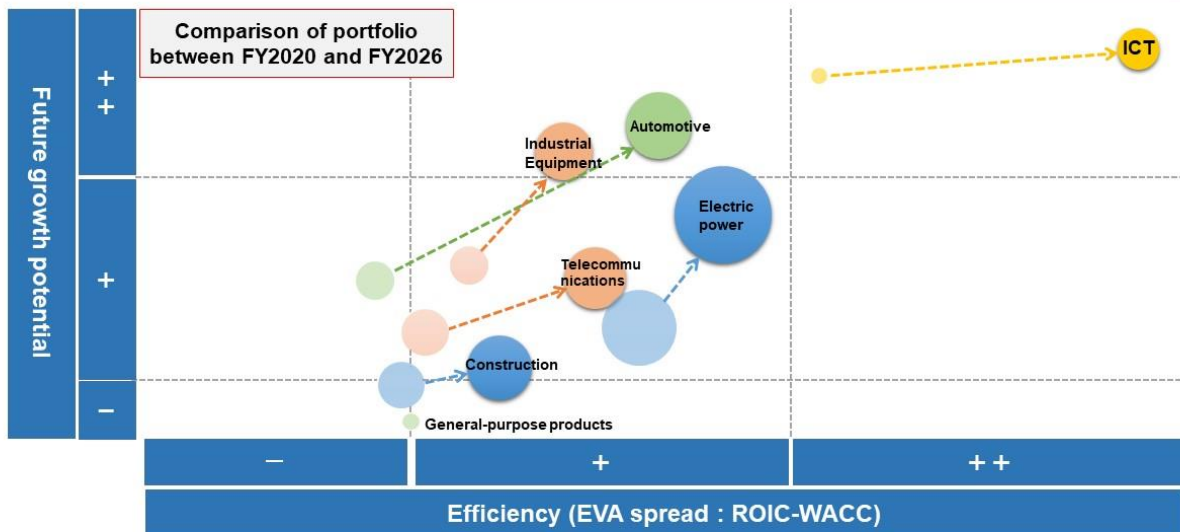 Comparison of portfolio
between FY2020 and FY2026
Future growth potential
+
+
+
−
ICT
Automotive
Industrial
Equipment
Electric
power
Telecommu
nications
Construction
General-purpose products
−
+
++
Efficiency (EVA spread : ROIC-WACC)